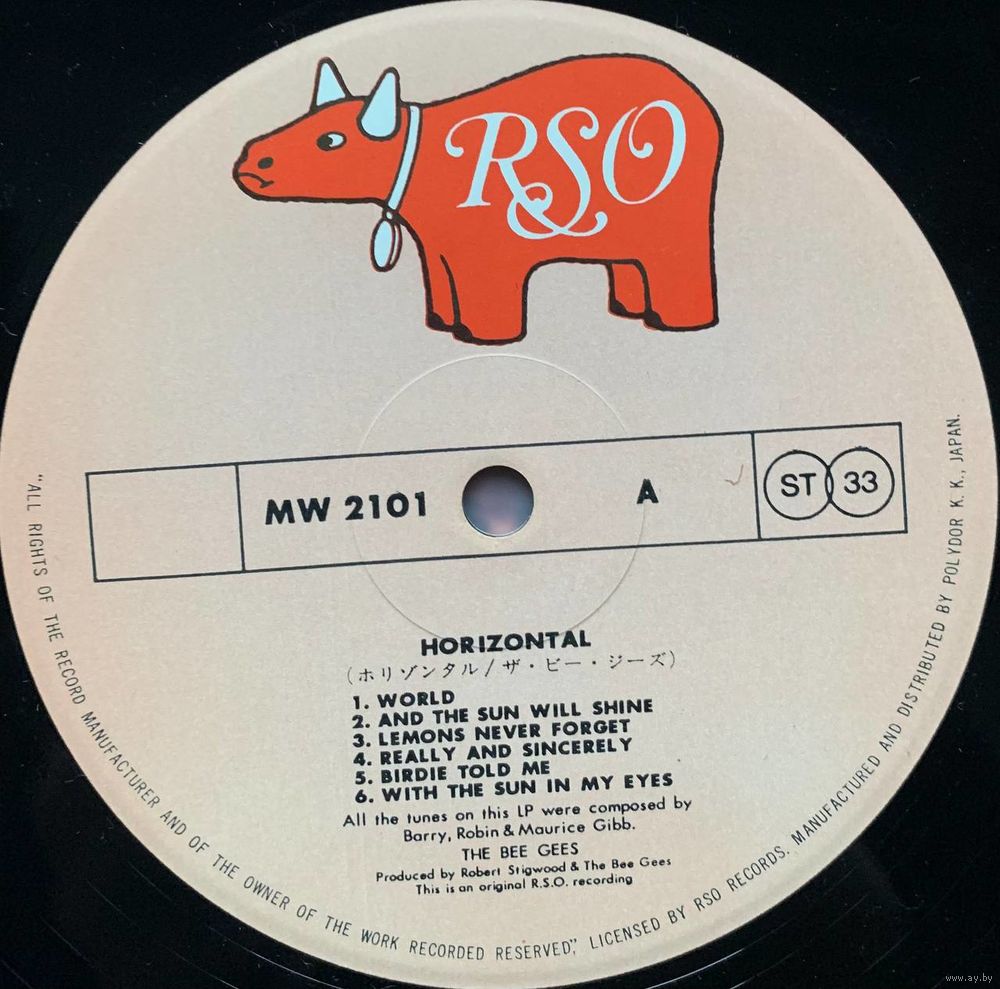 RSO
MW 2101
A
ST 33
HORIZONTAL
(ホリゾンタル/ザ・ビー・ジーズ)
1. WORLD
2. AND THE SUN WILL SHINE
3. LEMONS NEVER FORGET
4. REALLY AND SINCERELY
5. BIRDIE TOLD ME
6. WITH THE SUN IN MY EYES
All the tunes on this LP were composed by
Barry, Robin & Maurice Gibb.
THE BEE GEES
Produced by Robert Stigwood & The Bee Gees
This is an original R.S.O. recording
"ALL RIGHTS OF THE RECORD MANUFACTURER AND OF THE OWNER OF THE WORK RECORDED RESERVED", LICENSED BY RSO RECORDS. MANUFACTURED AND DISTRIBUTED BY POLYDOR K. K., JAPAN.
www.ay.by